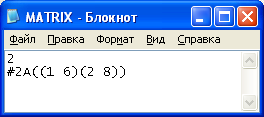 MATRIX - Блокнот
Файл Правка Формат Вид Справка
2
#2A((1 6)(2 8))